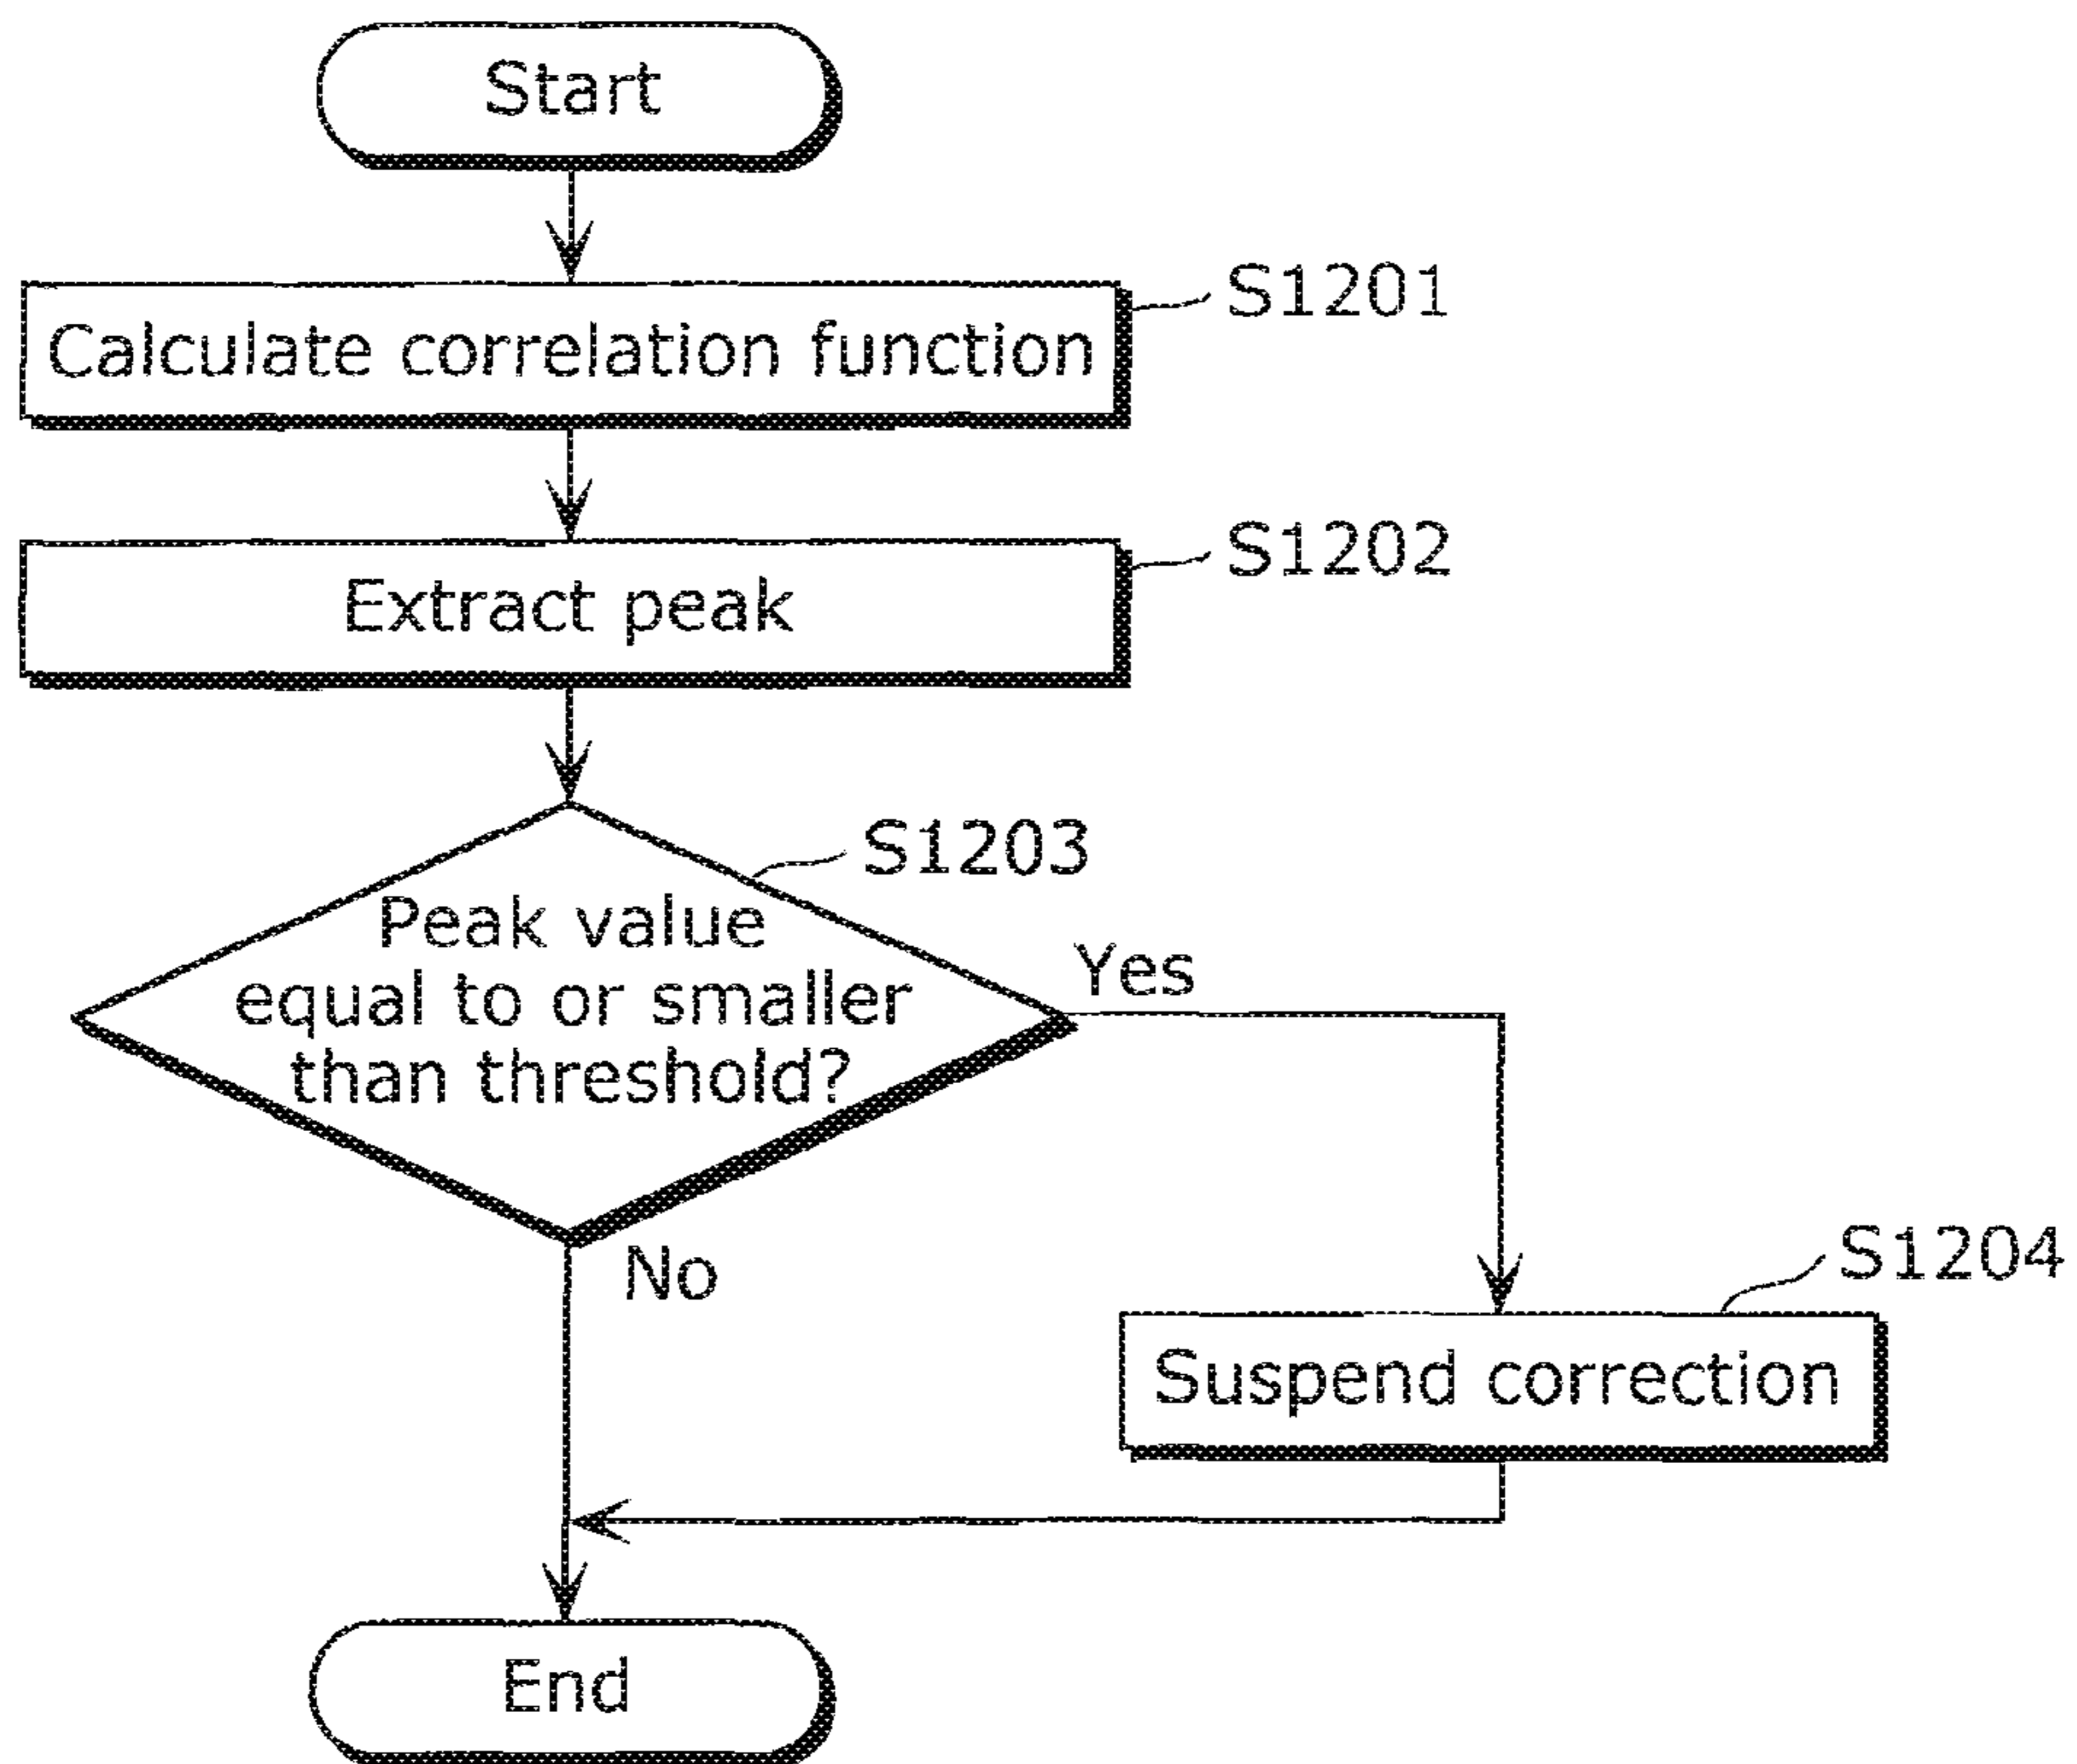 Start
S1201
Calculate correlation function
S1202
Extract peak
S1203
Peak value
equal to or smaller
than threshold?
Yes
No
S1204
Suspend correction
End